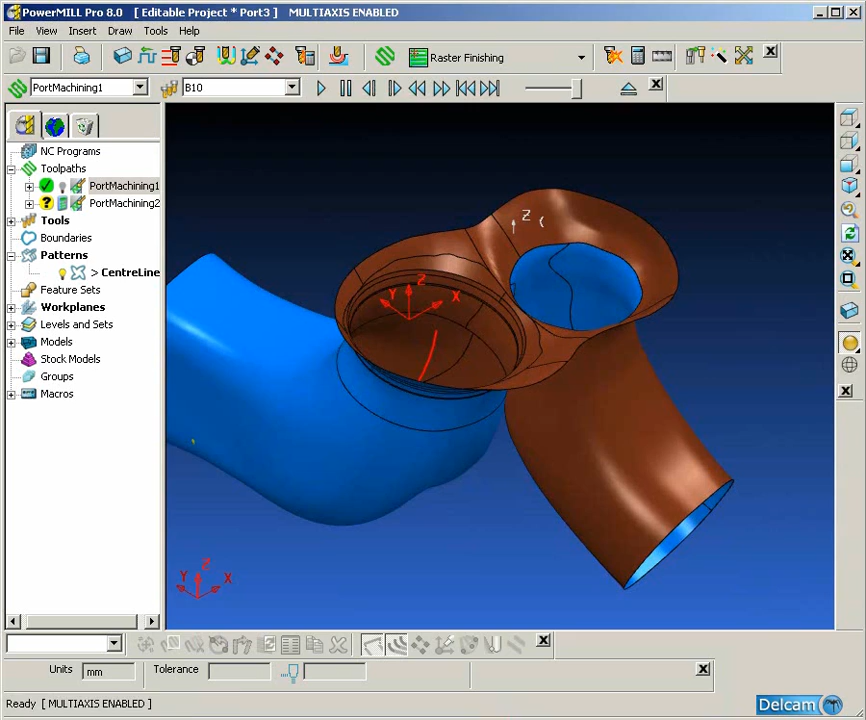 PowerMILL Pro 8.0    [ Editable Project * Port3 ]    MULTIAXIS ENABLED
File View Insert Draw Tools Help
Raster Finishing
PortMachining1 B10
NC Programs
Toolpaths
PortMachining1
PortMachining2
Tools
Boundaries
Patterns
> CentreLine
Feature Sets
Workplanes
Levels and Sets
Models
Stock Models
Groups
Macros
Z
Z
Y X
Z
Y X
Units mm Tolerance
Ready [ MULTIAXIS ENABLED ]
Delcam